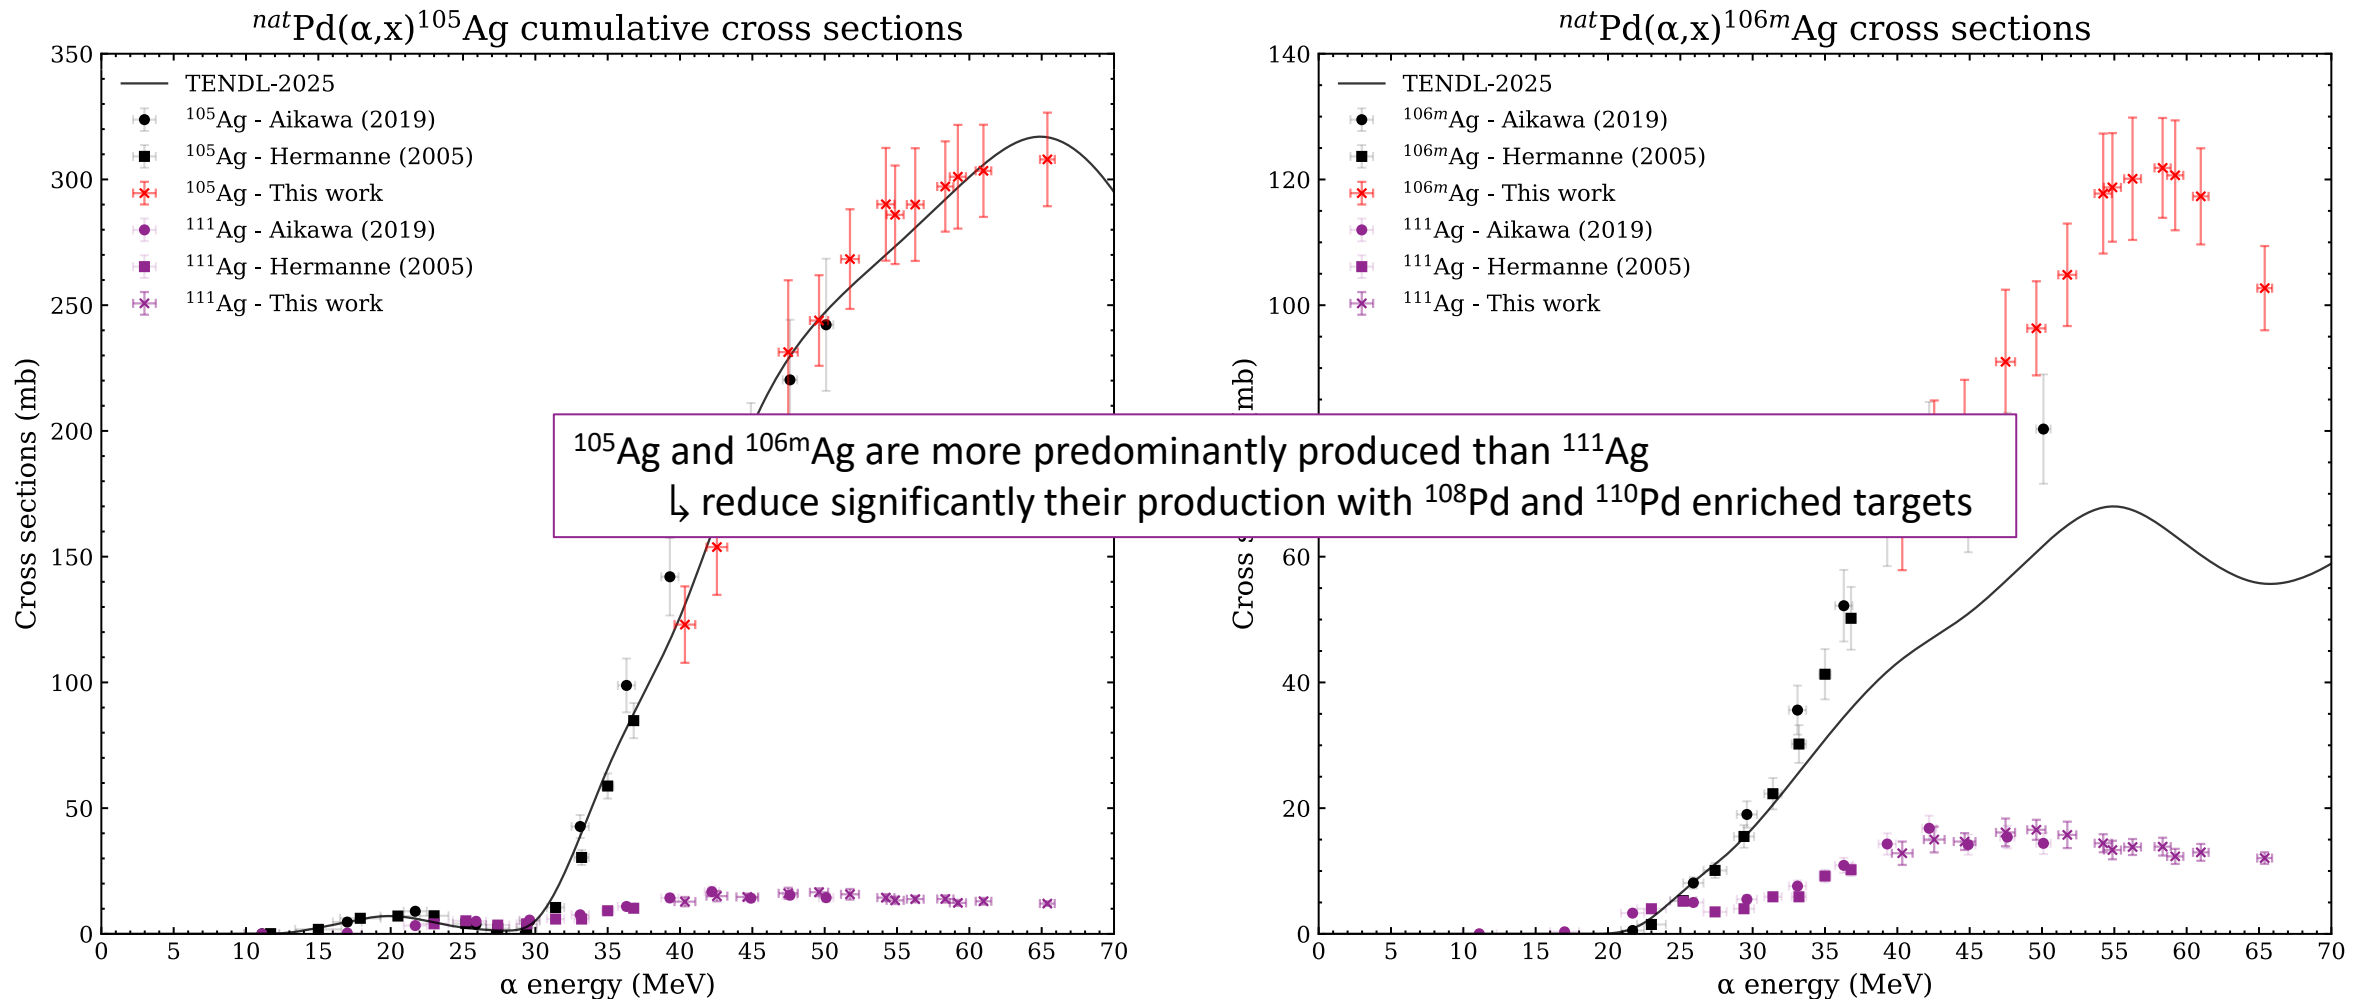 ⁿᵃᵗPd(α,x)¹⁰⁵Ag cumulative cross sections
350
300
250
200
150
100
50
0
Cross sections (mb)
TENDL-2025
¹⁰⁵Ag - Aikawa (2019)
¹⁰⁵Ag - Hermanne (2005)
¹⁰⁵Ag - This work
¹¹¹Ag - Aikawa (2019)
¹¹¹Ag - Hermanne (2005)
¹¹¹Ag - This work
0 5 10 15 20 25 30 35 40 45 50 55 60 65 70
α energy (MeV)
¹⁰⁵Ag and ¹⁰⁶ᵐAg are more predominantly produced than ¹¹¹Ag
↳ reduce significantly their production with ¹⁰⁸Pd and ¹¹⁰Pd enriched targets
ⁿᵃᵗPd(α,x)¹⁰⁶ᵐAg cross sections
140
120
100
60
40
20
0
Cross
mb)
TENDL-2025
¹⁰⁶ᵐAg - Aikawa (2019)
¹⁰⁶ᵐAg - Hermanne (2005)
¹⁰⁶ᵐAg - This work
¹¹¹Ag - Aikawa (2019)
¹¹¹Ag - Hermanne (2005)
¹¹¹Ag - This work
0 5 10 15 20 25 30 35 40 45 50 55 60 65 70
α energy (MeV)